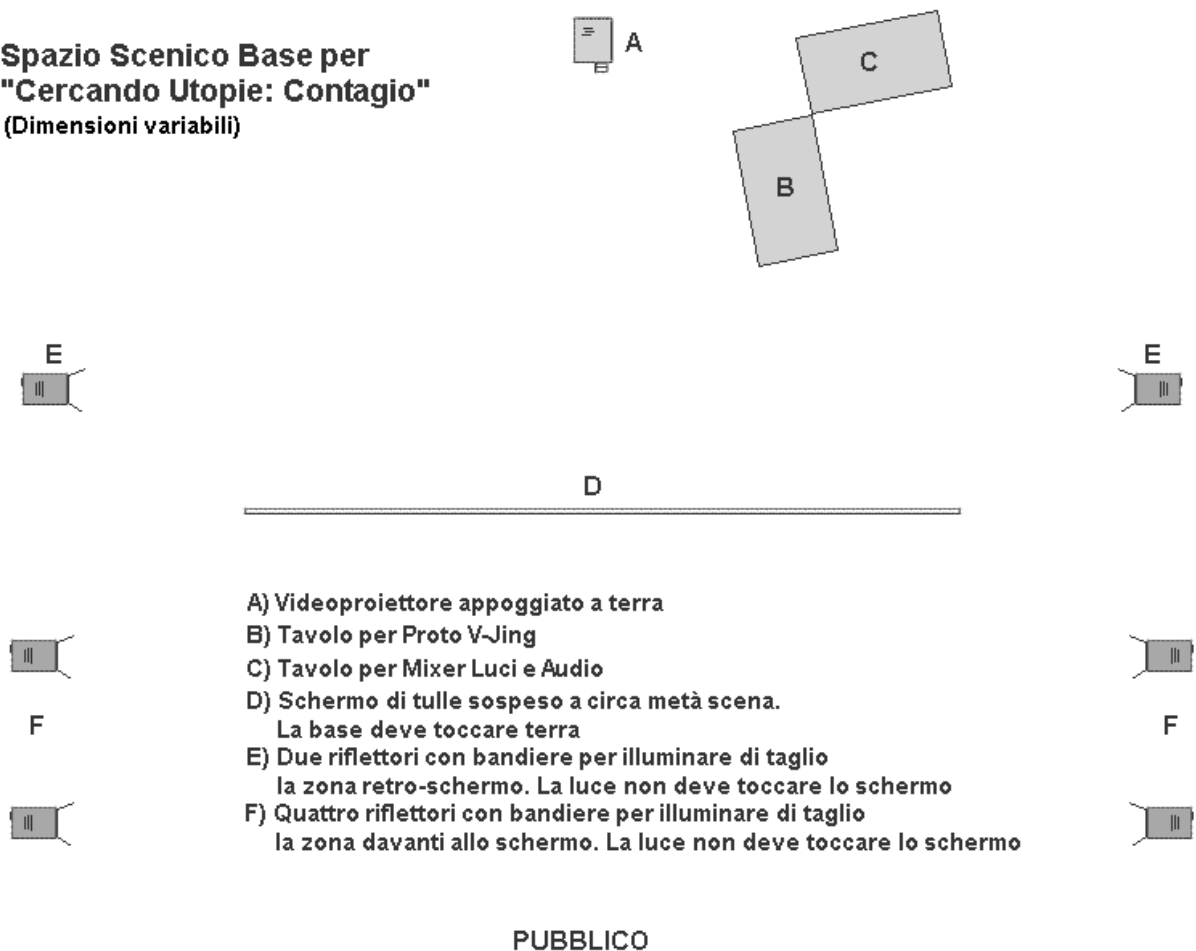 Spazio Scenico Base per
"Cercando Utopie: Contagio"
(Dimensioni variabili)
A
C
B
E
E
D
A) Videoproiettore appoggiato a terra
B) Tavolo per Proto V-Jing
C) Tavolo per Mixer Luci e Audio
D) Schermo di tulle sospeso a circa metà scena.
La base deve toccare terra
E) Due riflettori con bandiere per illuminare di taglio
la zona retro-schermo. La luce non deve toccare lo schermo
F) Quattro riflettori con bandiere per illuminare di taglio
la zona davanti allo schermo. La luce non deve toccare lo schermo
F
F
PUBBLICO